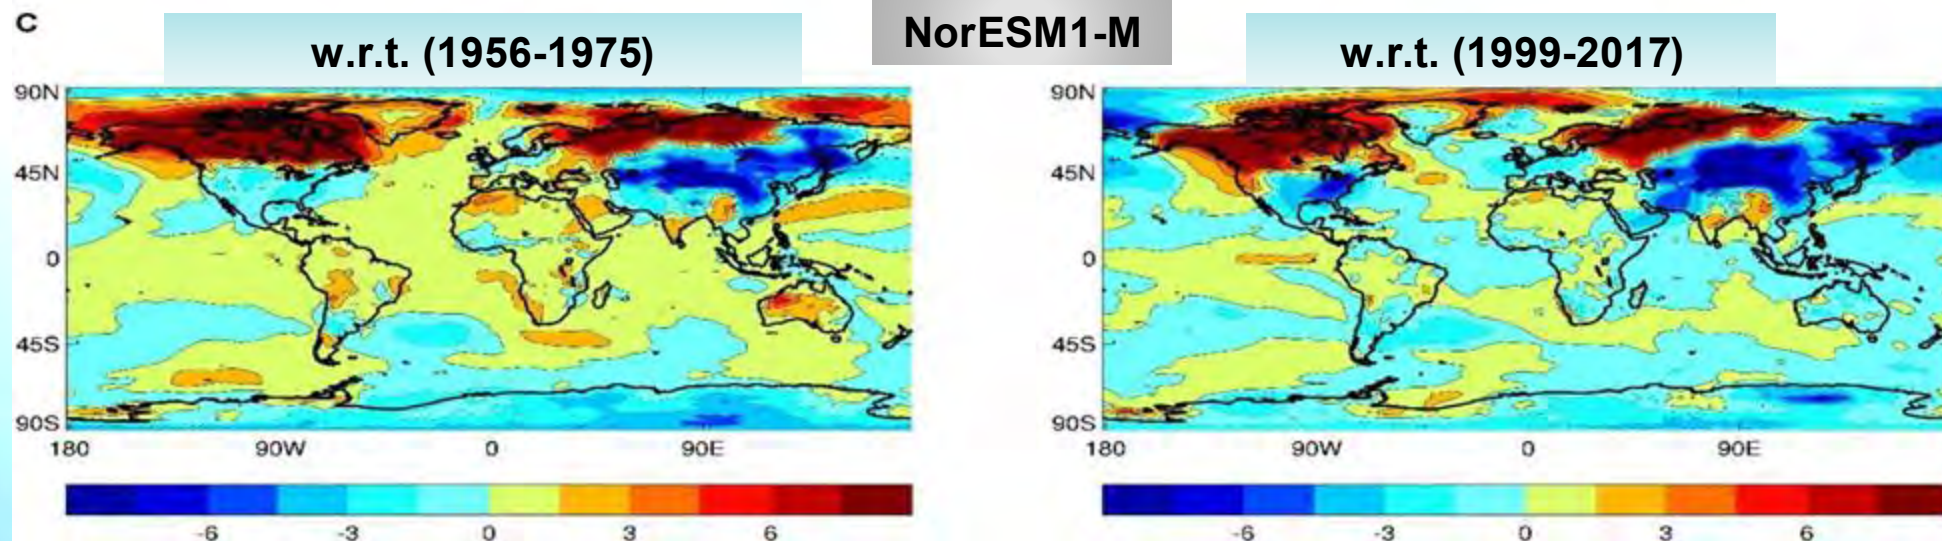 C
NorESM1-M
w.r.t. (1956-1975)
w.r.t. (1999-2017)
90N
45N
0
45S
90S
180 90W 0 90E
-6 -3 0 3 6
90N
45N
0
45S
90S
180 90W 0 90E
-6 -3 0 3 6